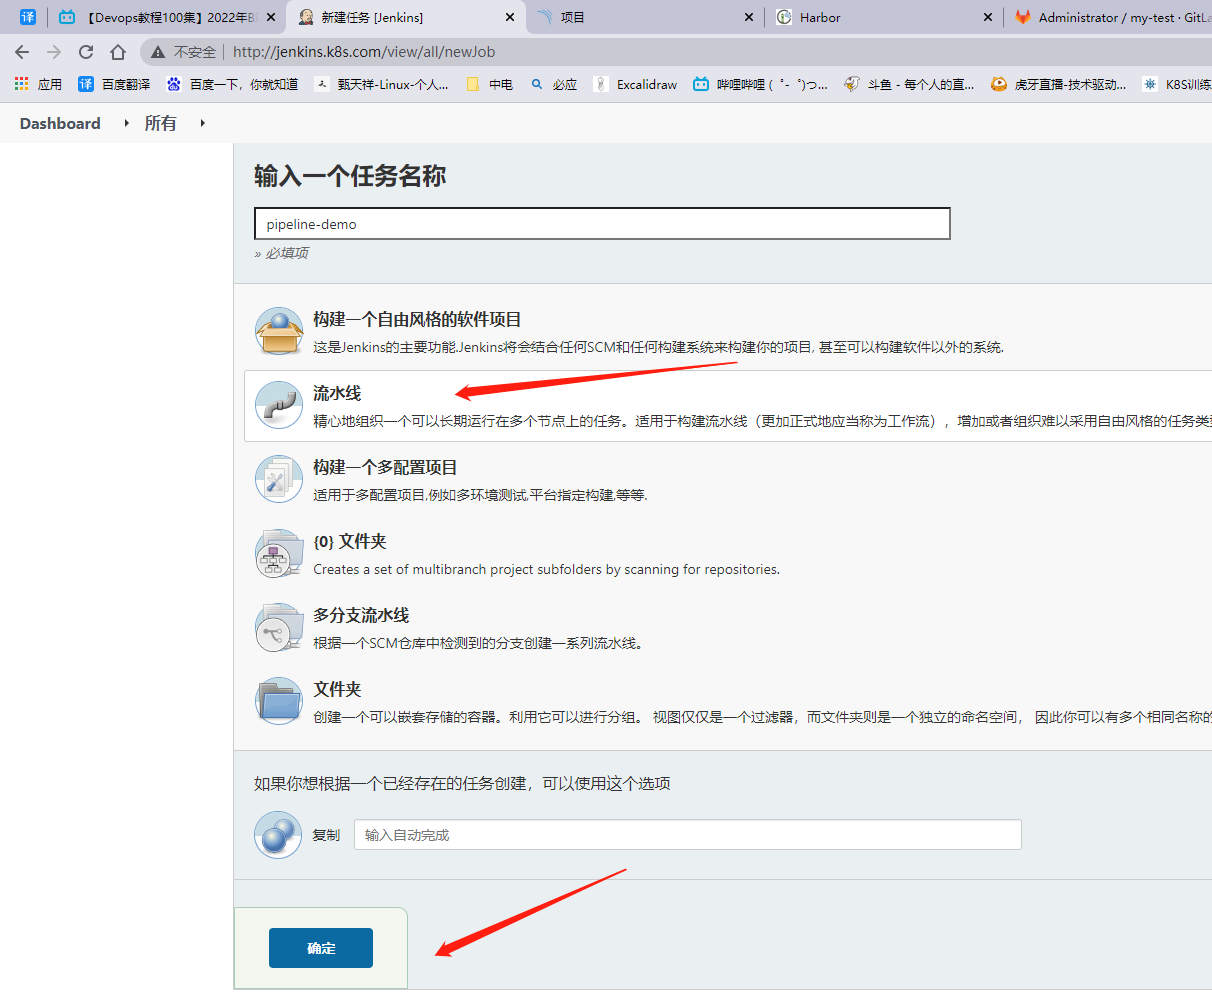 译
【Devops教程100集】2022年B
新建任务 [Jenkins]
项目
Harbor
Administrator / my-test · GitLa
不安全 | http://jenkins.k8s.com/view/all/newJob
应用
译 百度翻译
百度一下，你就知道
甄天祥-Linux-个人...
中电
必应
Excalidraw
哔哩哔哩 ( ゜- ゜)つ...
斗鱼 - 每个人的直...
虎牙直播-技术驱动...
K8S训练
Dashboard
所有
输入一个任务名称
pipeline-demo
» 必填项
构建一个自由风格的软件项目
这是Jenkins的主要功能.Jenkins将会结合任何SCM和任何构建系统来构建你的项目, 甚至可以构建软件以外的系统.
流水线
精心地组织一个可以长期运行在多个节点上的任务。适用于构建流水线（更加正式地应当称为工作流），增加或者组织难以采用自由风格的任务类
构建一个多配置项目
适用于多配置项目,例如多环境测试,平台指定构建,等等.
{0} 文件夹
Creates a set of multibranch project subfolders by scanning for repositories.
多分支流水线
根据一个SCM仓库中检测到的分支创建一系列流水线。
文件夹
创建一个可以嵌套存储的容器。利用它可以进行分组。 视图仅仅是一个过滤器，而文件夹则是一个独立的命名空间， 因此你可以有多个相同名称的
如果你想根据一个已经存在的任务创建，可以使用这个选项
复制
输入自动完成
确定